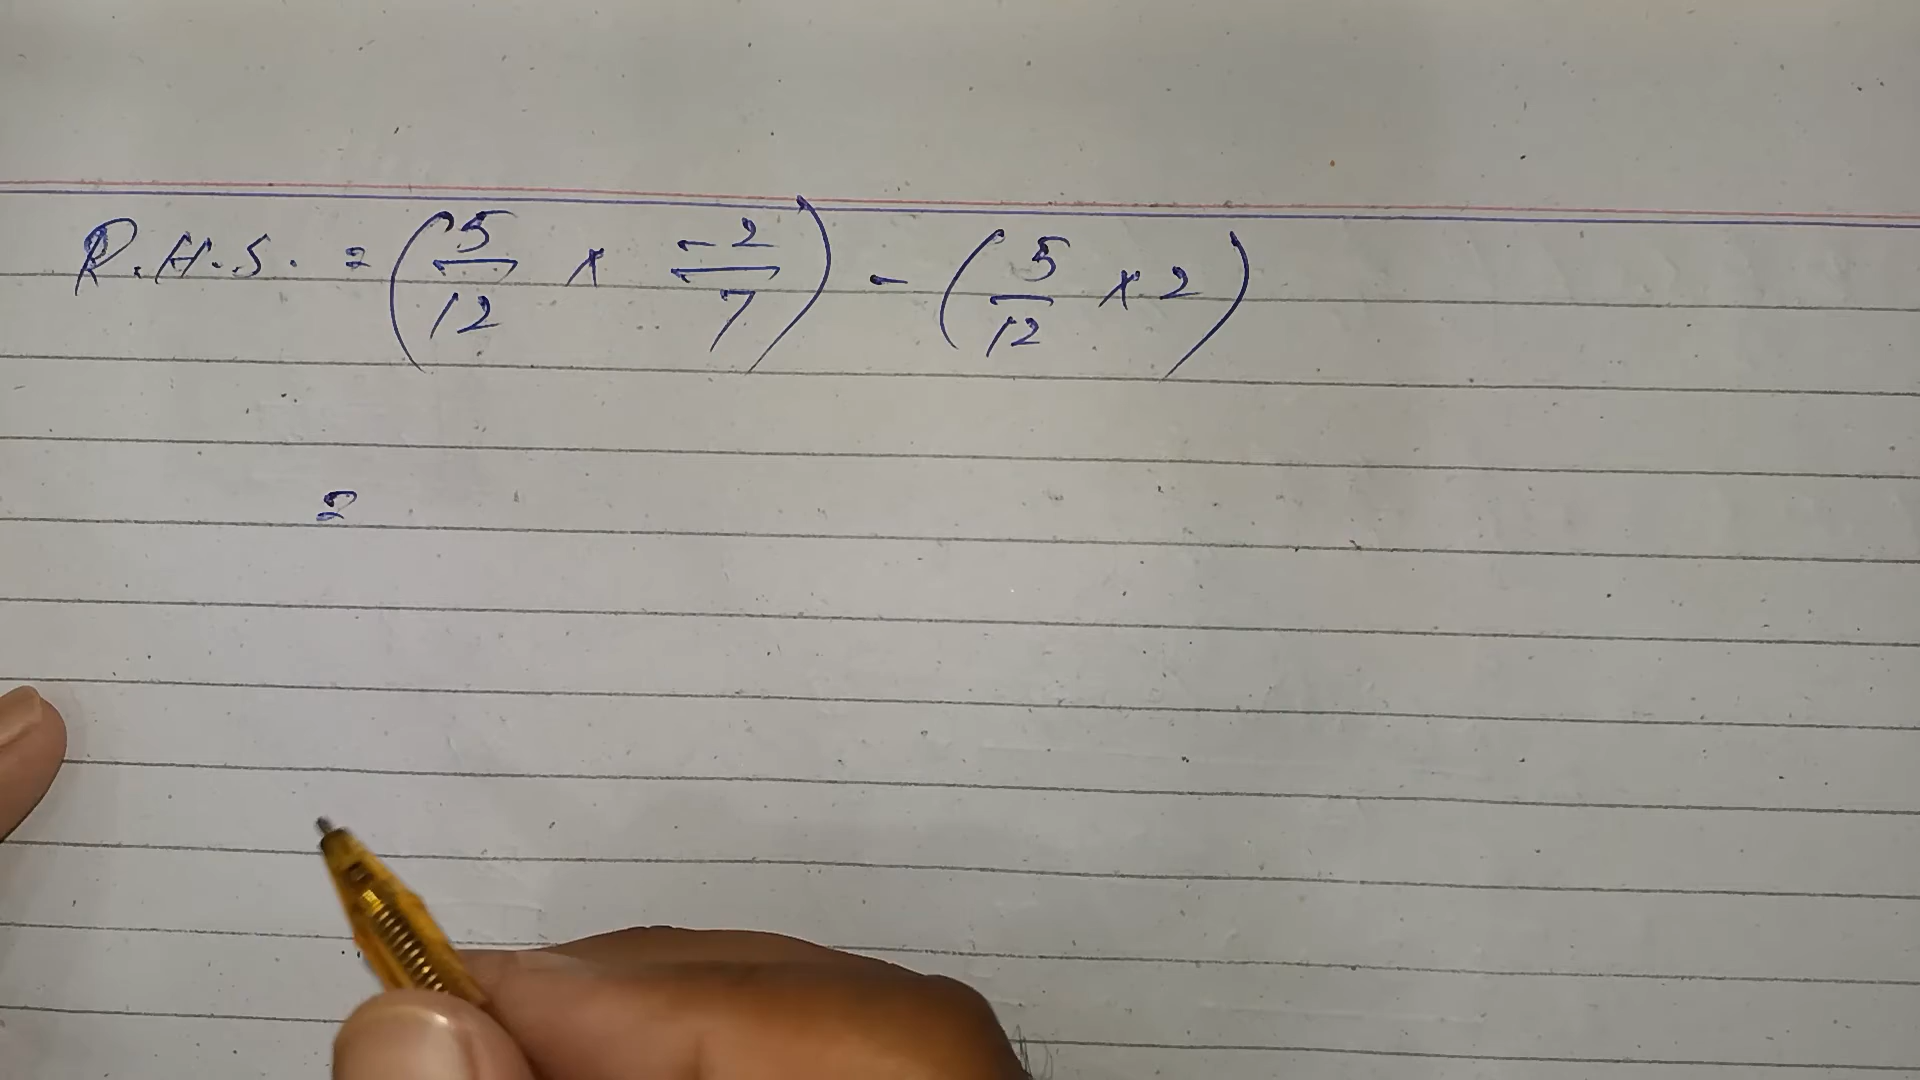 R.H.S. = (5/12 × -2/7) - (5/12 × 2)
=